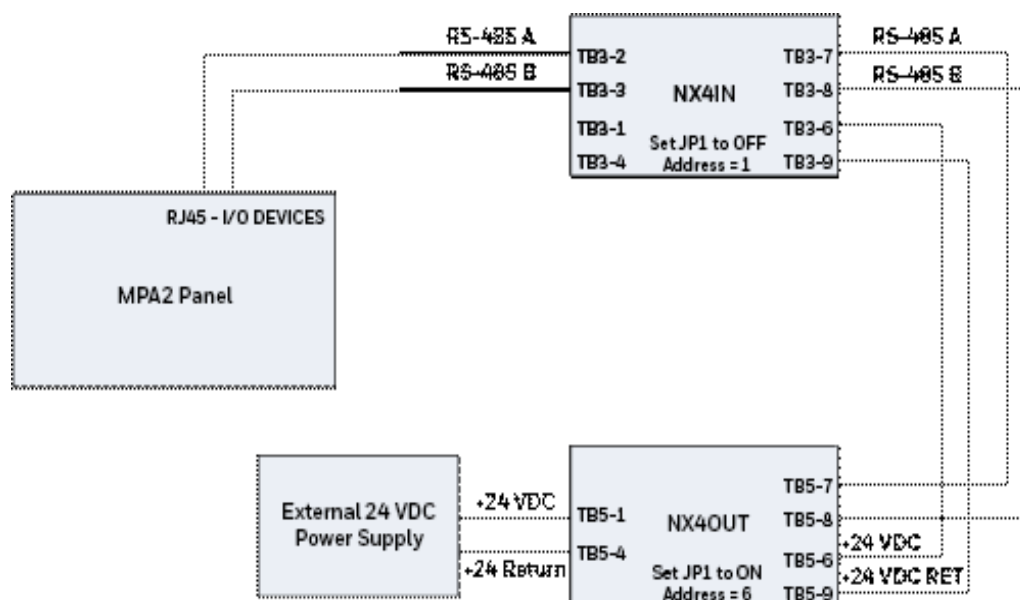 RS-485 A
RS-485 B
RS-485 A
RS-485 B
TB3-2
TB3-3
TB3-1
TB3-4
NX4IN
Set JP1 to OFF
Address = 1
TB3-7
TB3-8
TB3-6
TB3-9
RJ45 - I/O DEVICES
MPA2 Panel
External 24 VDC
Power Supply
+24 VDC
+24 Return
TB5-1
TB5-4
NX4OUT
Set JP1 to ON
Address = 6
TB5-7
TB5-8
TB5-6
TB5-9
+24 VDC
+24 VDC RET